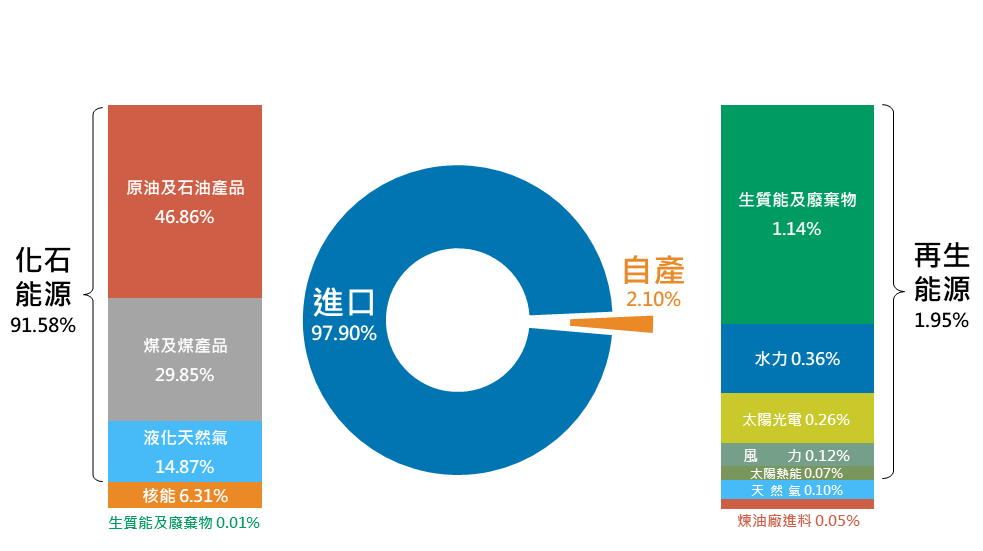 化石
能源
91.58%
原油及石油產品
46.86%
煤及煤產品
29.85%
液化天然氣
14.87%
核能 6.31%
生質能及廢棄物 0.01%
進口
97.90%
自產
2.10%
生質能及廢棄物
1.14%
水力 0.36%
太陽光電 0.26%
風 力 0.12%
太陽熱能 0.07%
天 然 氣 0.10%
煉油廠進料 0.05%
再生
能源
1.95%